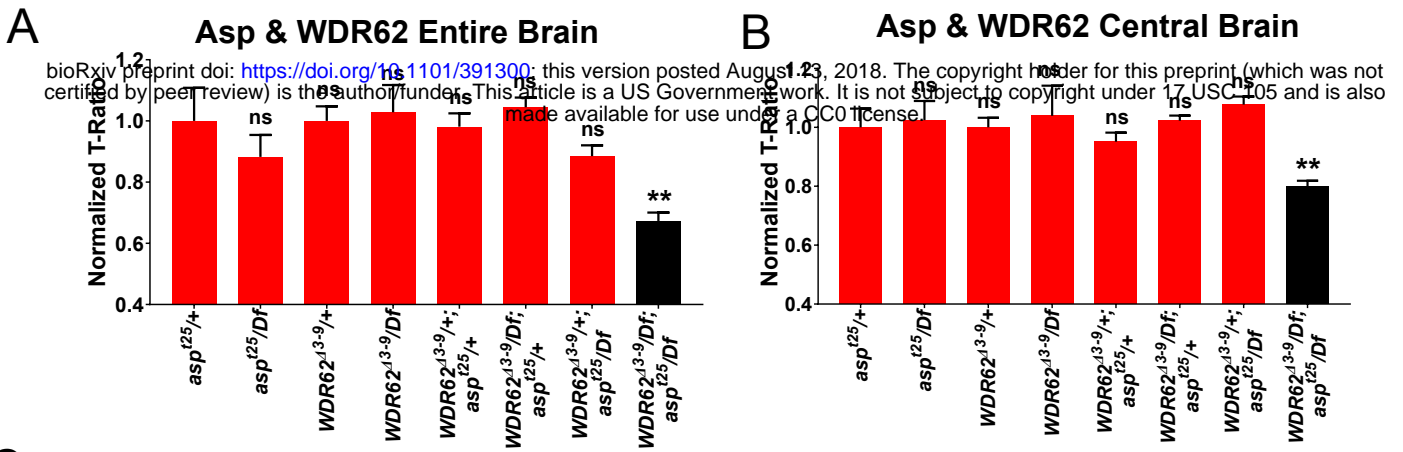 A
Asp & WDR62 Entire Brain
B
Asp & WDR62 Central Brain
bioRxiv preprint doi: https://doi.org/10.1101/391300; this version posted August 13, 2018. The copyright holder for this preprint (which was not
certified by peer review) is the author/funder. This article is a US Government work. It is not subject to copyright under 17 USC 105 and is also
made available for use under a CC0 license.
Normalized T-Ratio
1.2
1.0
0.8
0.6
0.4
ns
ns
ns
ns
ns
ns
**
asp^t25/+
asp^t25/Df
WDR62^Δ3-9/+
WDR62^Δ3-9/Df
WDR62^Δ3-9/+;
asp^t25/+
WDR62^Δ3-9/Df;
asp^t25/+
WDR62^Δ3-9/+;
asp^t25/Df
WDR62^Δ3-9/Df;
asp^t25/Df
Normalized T-Ratio
1.2
1.0
0.8
0.6
0.4
ns
ns
ns
ns
**
asp^t25/+
asp^t25/Df
WDR62^Δ3-9/+
WDR62^Δ3-9/Df
WDR62^Δ3-9/+;
asp^t25/+
WDR62^Δ3-9/Df;
asp^t25/+
WDR62^Δ3-9/+;
asp^t25/Df
WDR62^Δ3-9/Df;
asp^t25/Df